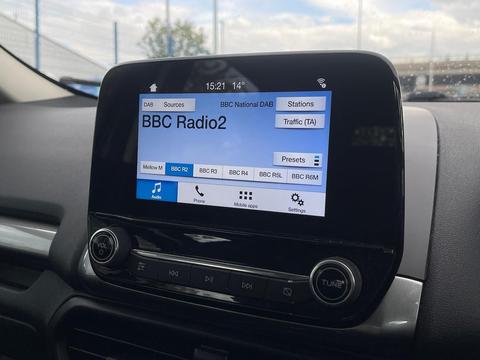 15:21 14°
DAB Sources BBC National DAB Stations
BBC Radio2
Traffic (TA)
Presets
Mellow M BBC R2 BBC R3 BBC R4 BBC R5L BBC R6M
Audio Phone Mobile apps Settings
VOL
TUNE